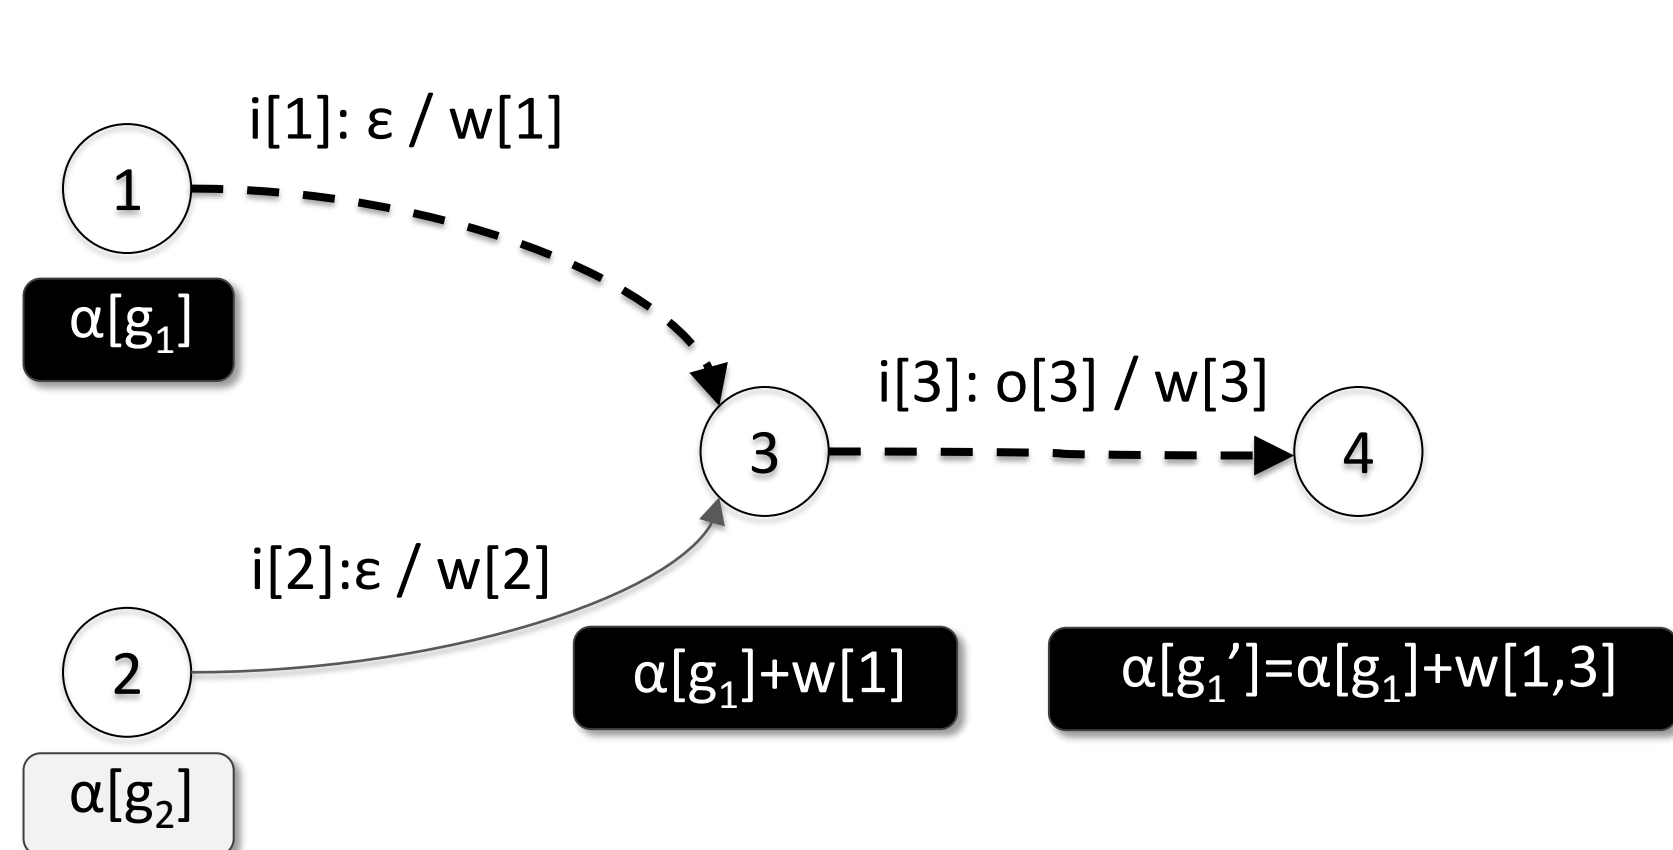 i[1]: ε / w[1]
1
α[g₁]
i[3]: o[3] / w[3]
3
4
i[2]:ε / w[2]
2
α[g₁]+w[1]
α[g₁’]=α[g₁]+w[1,3]
α[g₂]